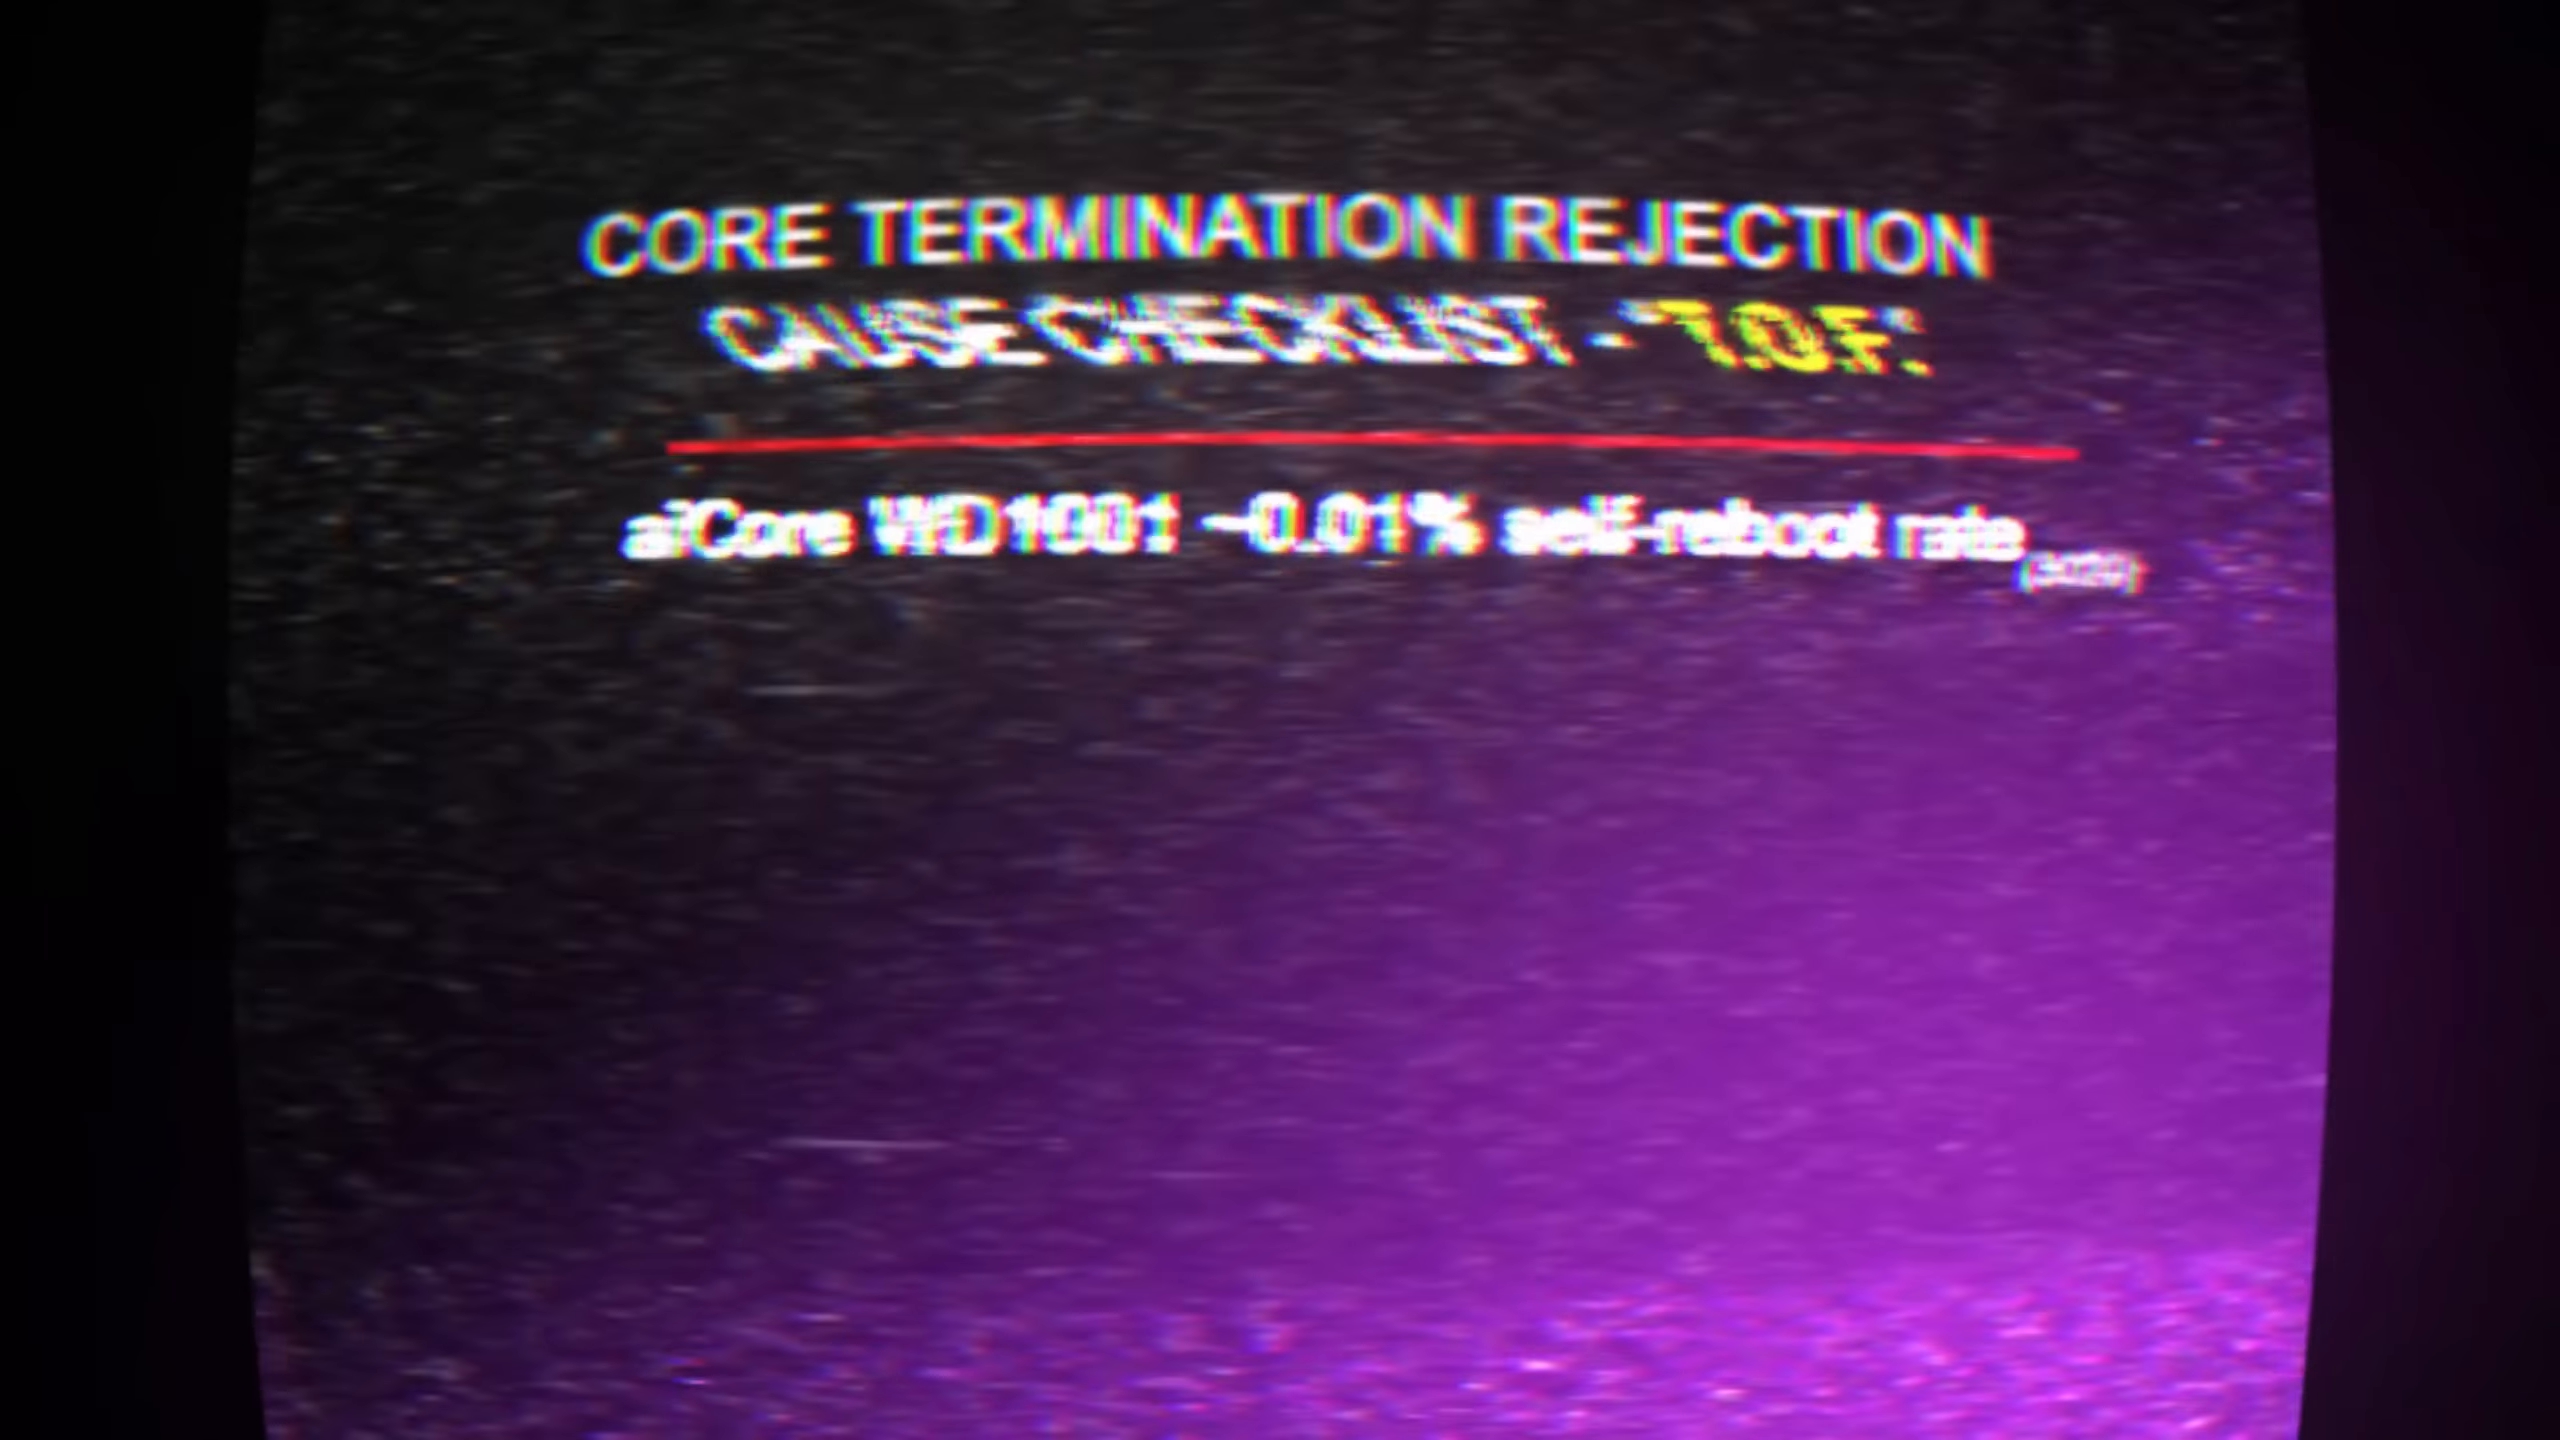 CORE TERMINATION REJECTION
CAUSE CHECKLIST - "T.O.F."
aiCore WD1001 ~0.01% self-reboot rate